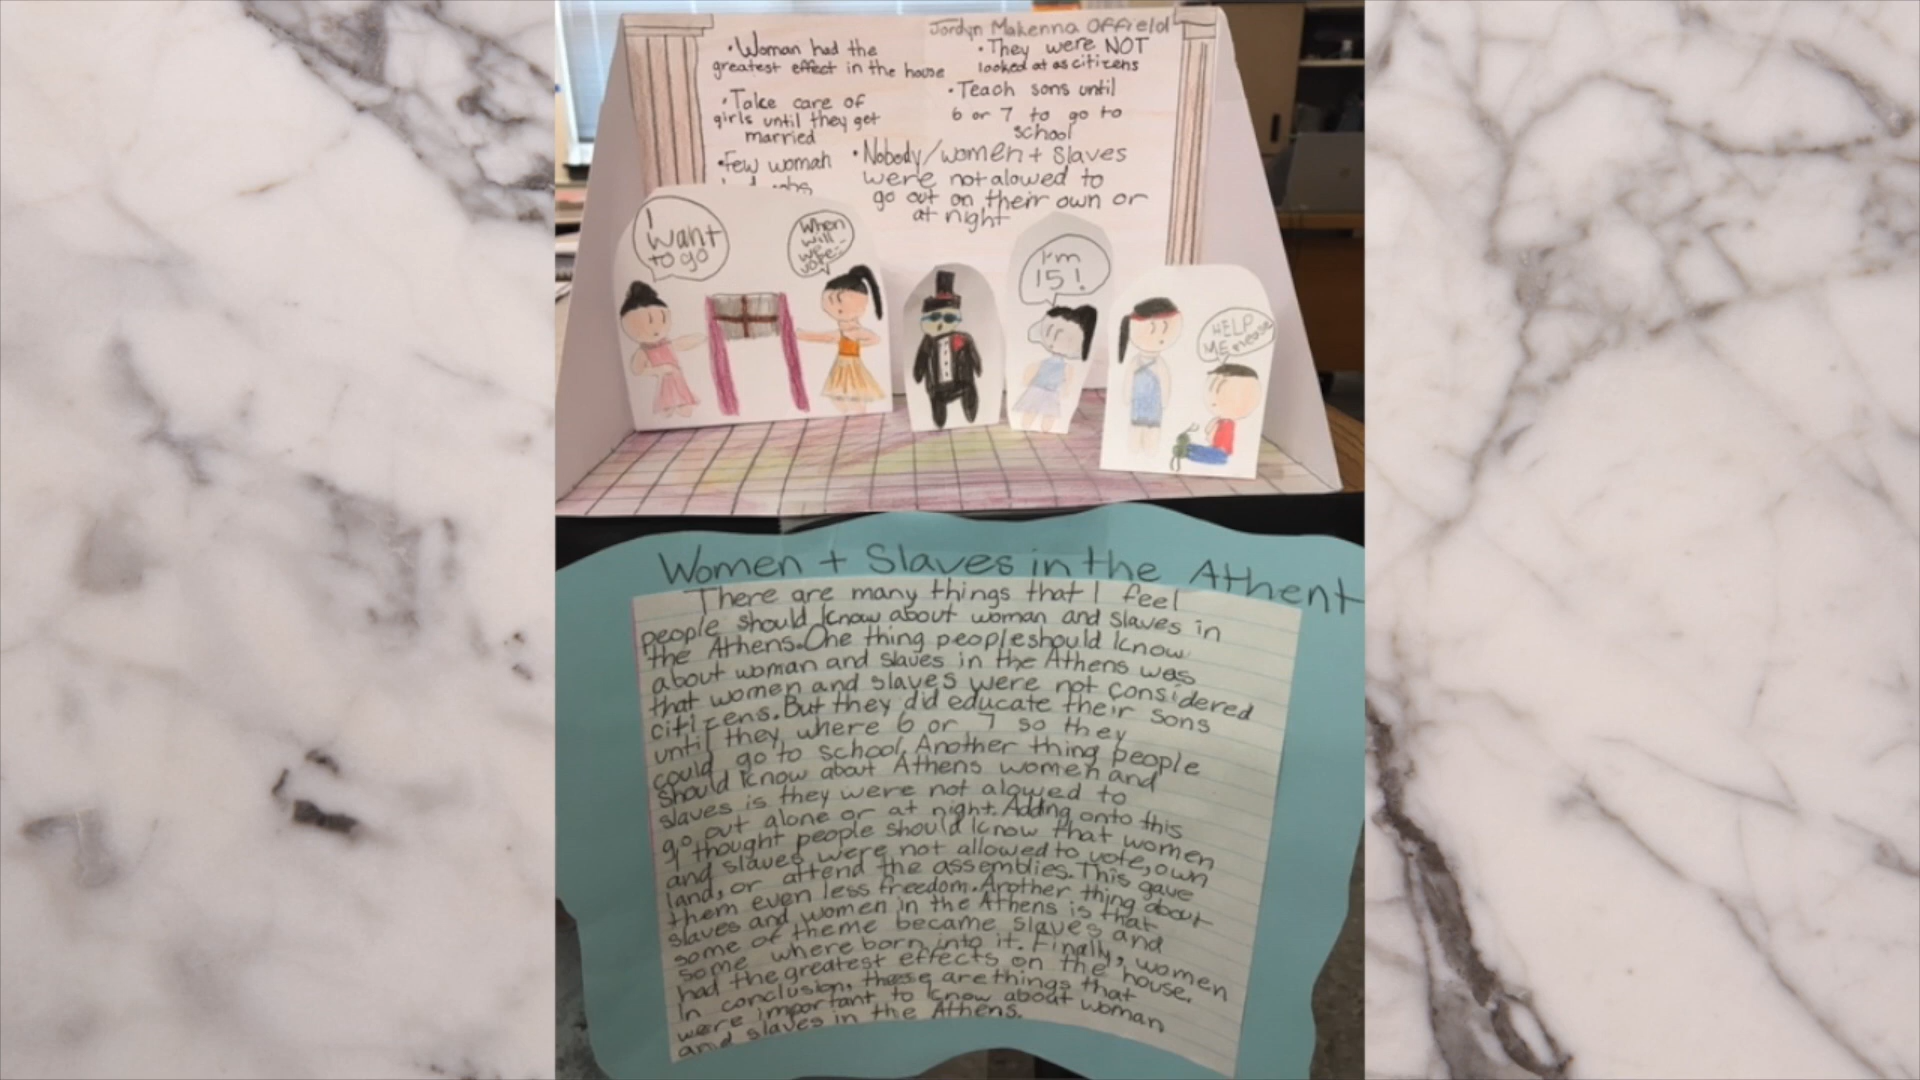 Jordyn Makenna Offield
•Woman had the
greatest effect in the house
•Take care of
girls until they get
married
•Few womah
•They were NOT
looked at as citizens
•Teach sons until
6 or 7 to go to
school
•Nobody/women + Slaves
were not alowed to
go out on their own or
at night
I
want
to go
When
will
we
vote...
I'm
15!
HELP
ME
Women + Slaves in the Athent
There are many things that I feel
people should know about woman and slaves in
the Athens.One thing people should know
about woman and slaves in the Athens was
that women and slaves were not considered
citizens. But they did educate their sons
until they where 6 or 7 so they
could go to school. Another thing people
should know about Athens women and
slaves is they were not alowed to
go out alone or at night. Adding onto this
thought people should know that women
and slaves were not allowed to vote, own
land, or attend the assemblies. This gave
them even less freedom. Another thing about
slaves and women in the Athens is that
some of theme became slaves and
some where born into it. Finally, women
had the greatest effects on the house.
In conclusion, these are things that
were important to know about woman
and slaves in the Athens.